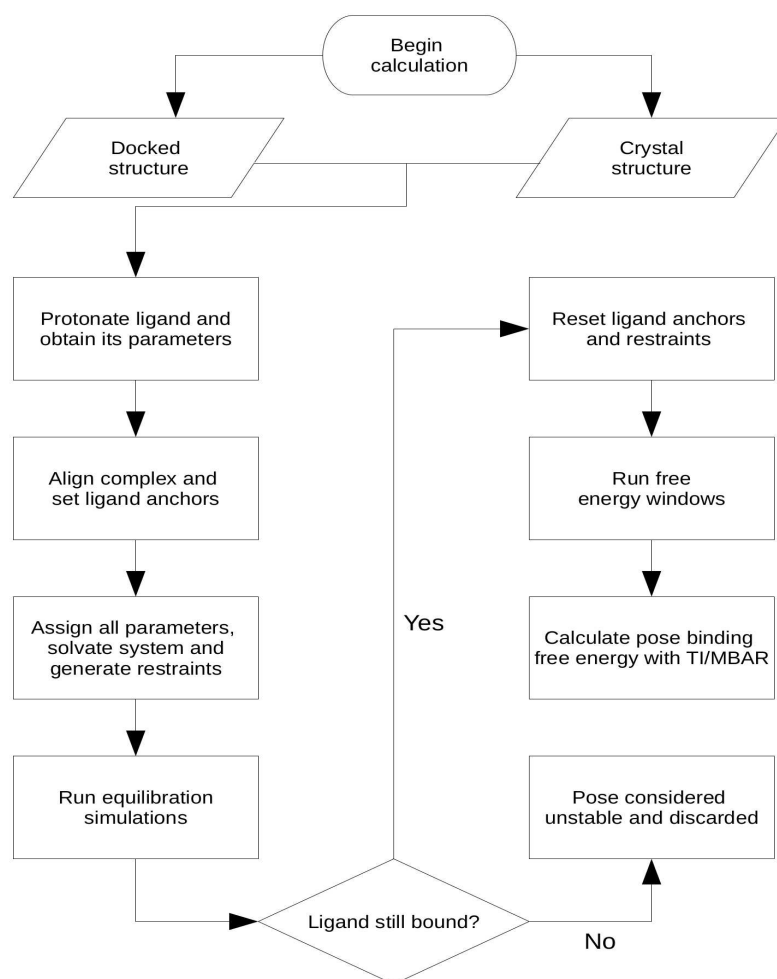 Begin
calculation
Docked
structure
Crystal
structure
Protonate ligand and
obtain its parameters
Align complex and
set ligand anchors
Assign all parameters,
solvate system and
generate restraints
Run equilibration
simulations
Ligand still bound?
Yes
No
Reset ligand anchors
and restraints
Run free
energy windows
Calculate pose binding
free energy with TI/MBAR
Pose considered
unstable and discarded